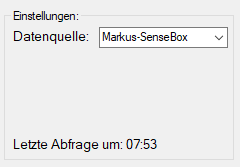 Einstellungen:
Datenquelle: Markus-SenseBox
Letzte Abfrage um: 07:53